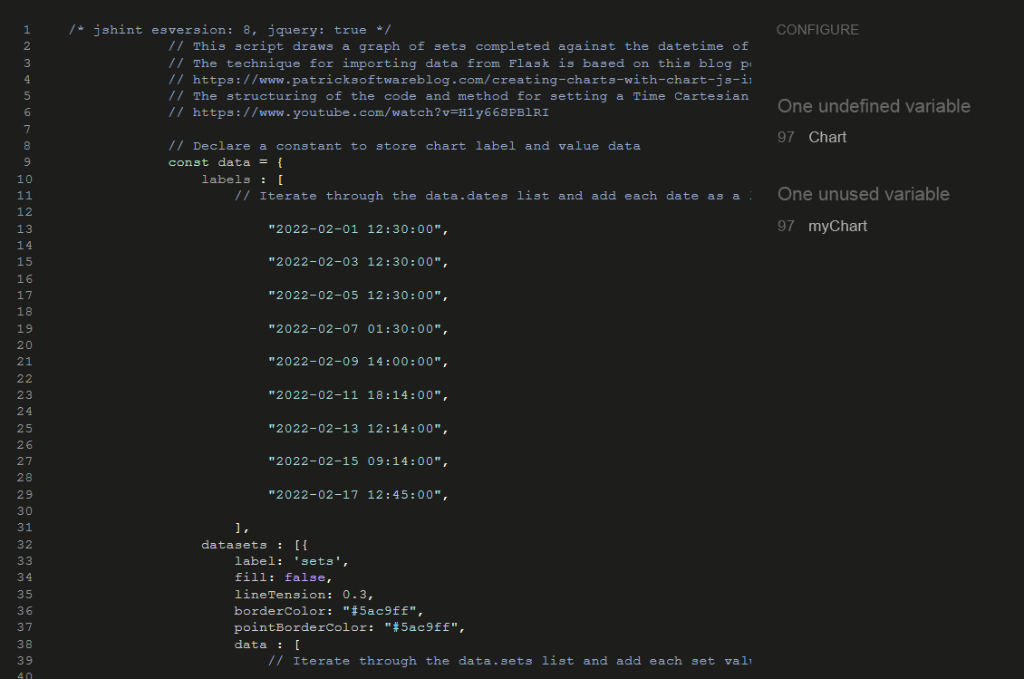 CONFIGURE
1 /* jshint esversion: 8, jquery: true */
2 // This script draws a graph of sets completed against the datetime of
3 // The technique for importing data from Flask is based on this blog
4 // https://www.patricksoftwareblog.com/creating-charts-with-chart-js-i
5 // The structuring of the code and method for setting a Time Cartesian
6 // https://www.youtube.com/watch?v=H1y66SPBlRI
7
8 // Declare a constant to store chart label and value data
9 const data = {
10 labels : [
11 // Iterate through the data.dates list and add each date as a
12
13 "2022-02-01 12:30:00",
14
15 "2022-02-03 12:30:00",
16
17 "2022-02-05 12:30:00",
18
19 "2022-02-07 01:30:00",
20
21 "2022-02-09 14:00:00",
22
23 "2022-02-11 18:14:00",
24
25 "2022-02-13 12:14:00",
26
27 "2022-02-15 09:14:00",
28
29 "2022-02-17 12:45:00",
30
31 ],
32 datasets : [{
33 label: 'sets',
34 fill: false,
35 lineTension: 0.3,
36 borderColor: "#5ac9ff",
37 pointBorderColor: "#5ac9ff",
38 data : [
39 // Iterate through the data.sets list and add each set
40
One undefined variable
97 Chart
One unused variable
97 myChart